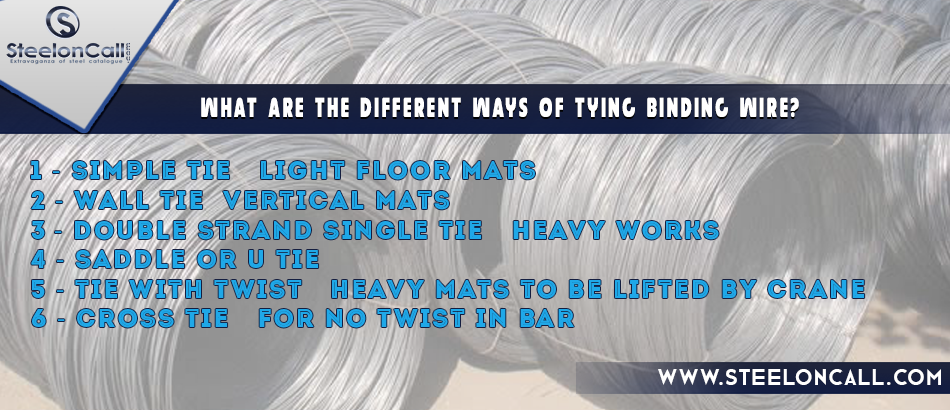 SteelonCall Edu
Extravaganza of steel catalogue
WHAT ARE THE DIFFERENT WAYS OF TYING BINDING WIRE?
1 - SIMPLE TIE LIGHT FLOOR MATS
2 - WALL TIE VERTICAL MATS
3 - DOUBLE STRAND SINGLE TIE HEAVY WORKS
4 - SADDLE OR U TIE
5 - TIE WITH TWIST HEAVY MATS TO BE LIFTED BY CRANE
6 - CROSS TIE FOR NO TWIST IN BAR
WWW.STEELONCALL.COM